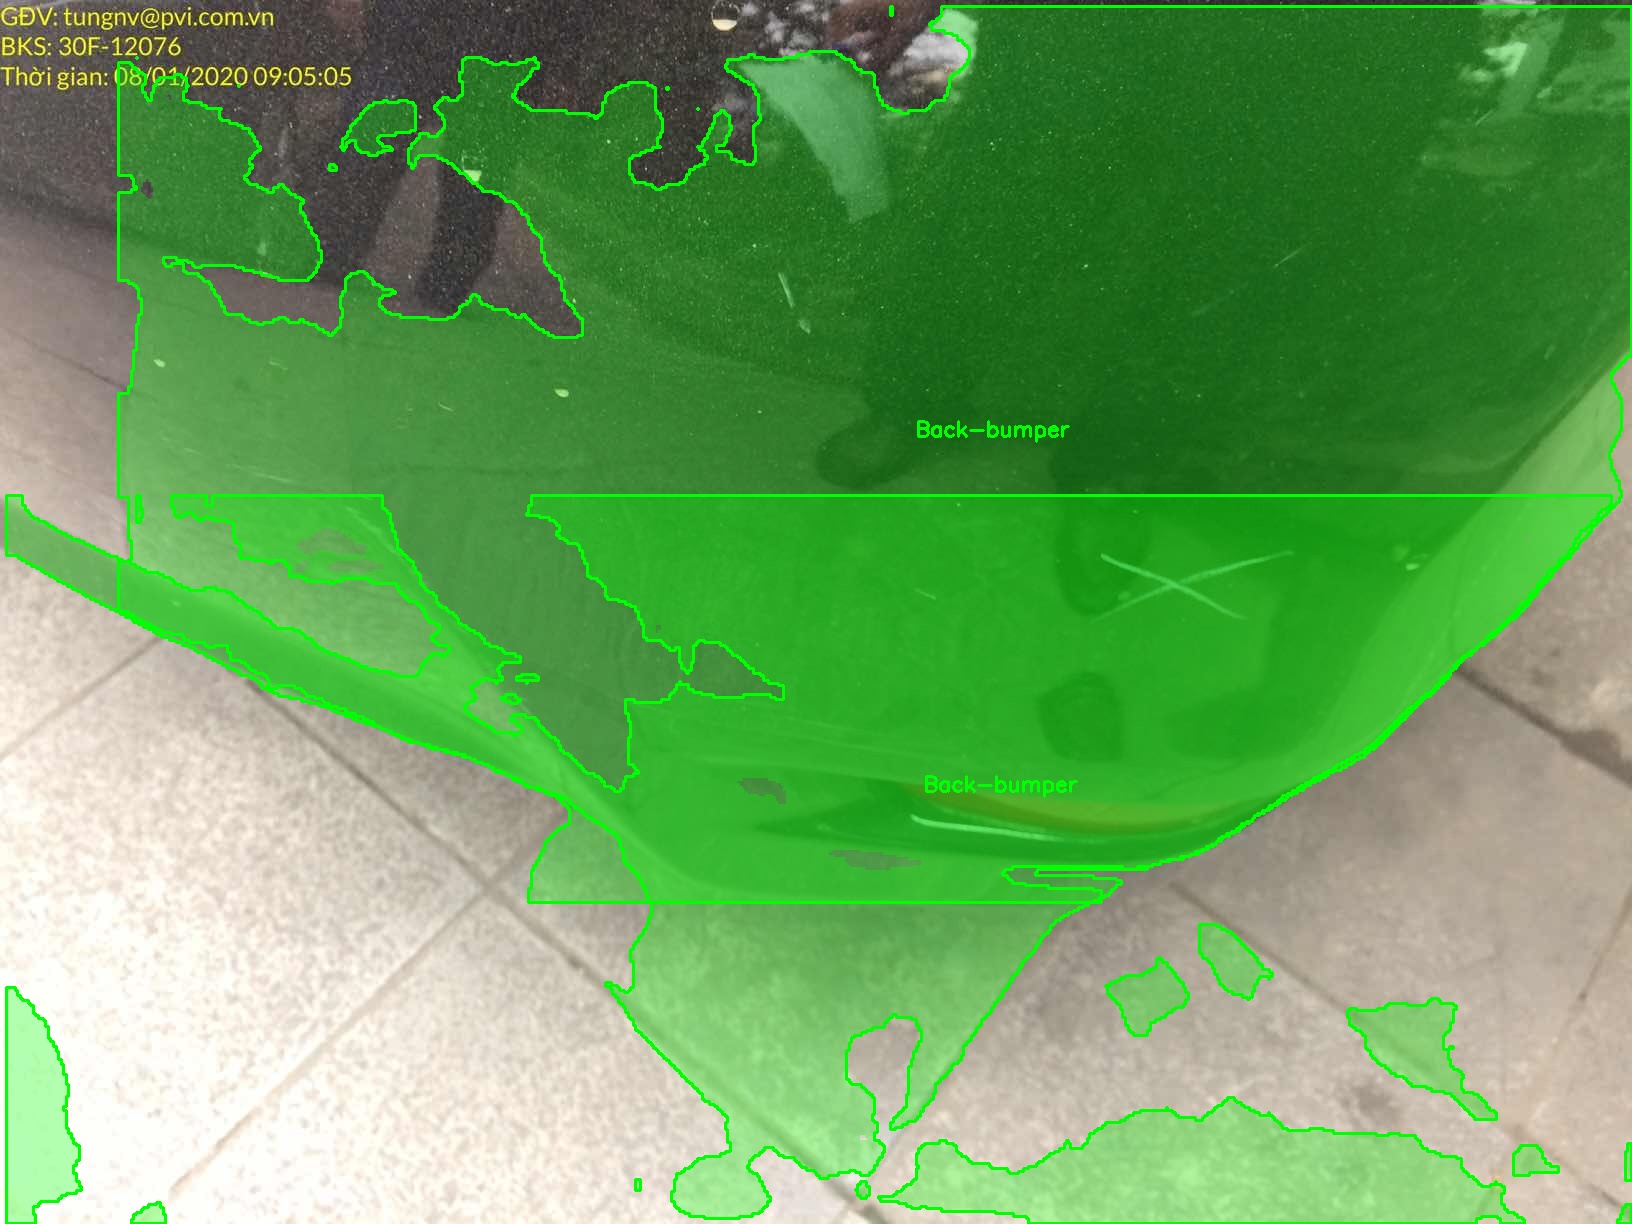 GĐV: tungnv@pvi.com.vn
BKS: 30F-12076
Thời gian: 08/01/2020 09:05:05
Back-bumper
Back-bumper